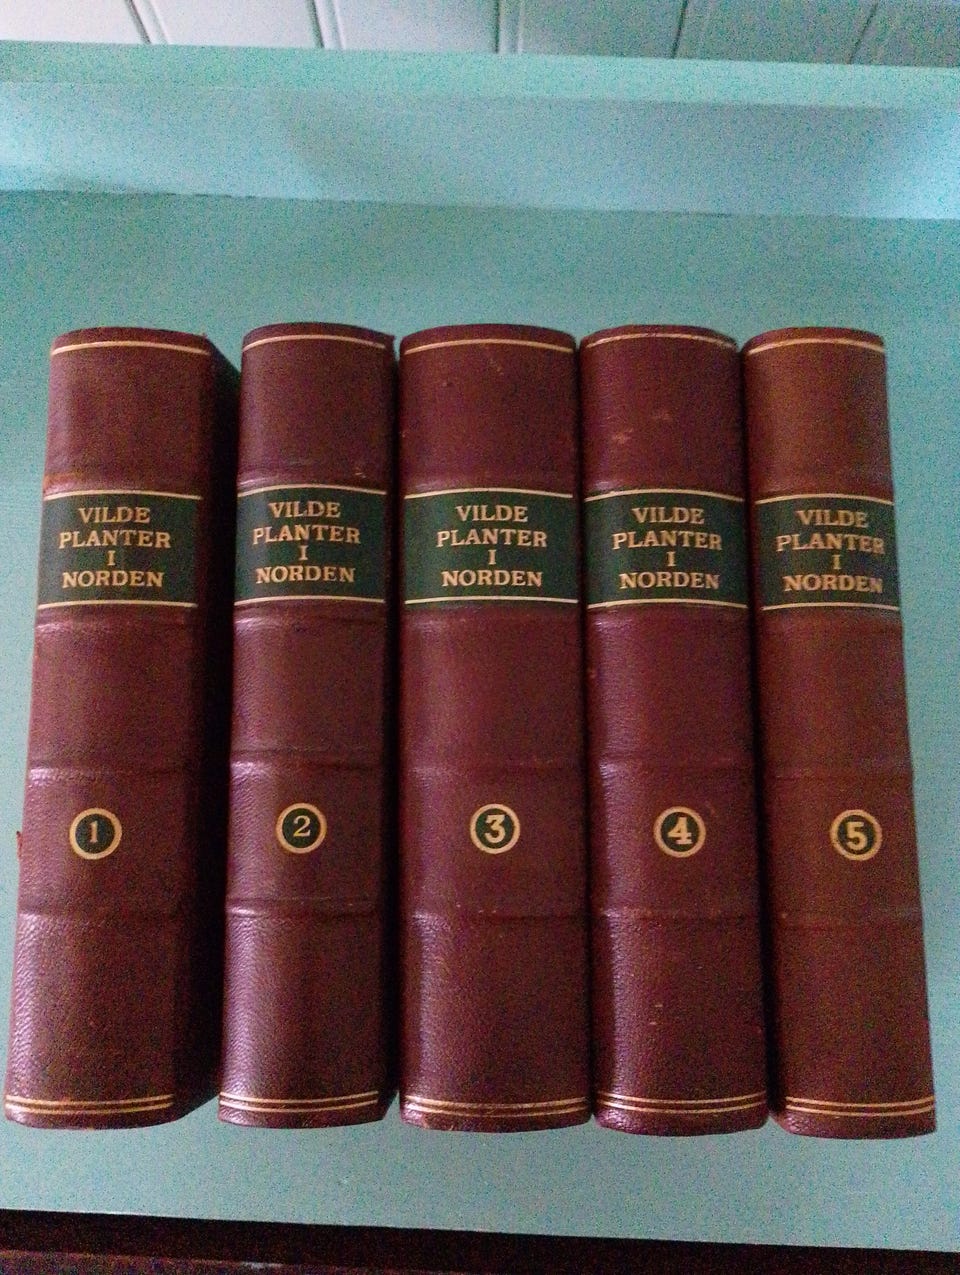 VILDE
PLANTER
I
NORDEN
1
VILDE
PLANTER
I
NORDEN
2
VILDE
PLANTER
I
NORDEN
3
VILDE
PLANTER
I
NORDEN
4
VILDE
PLANTER
I
NORDEN
5